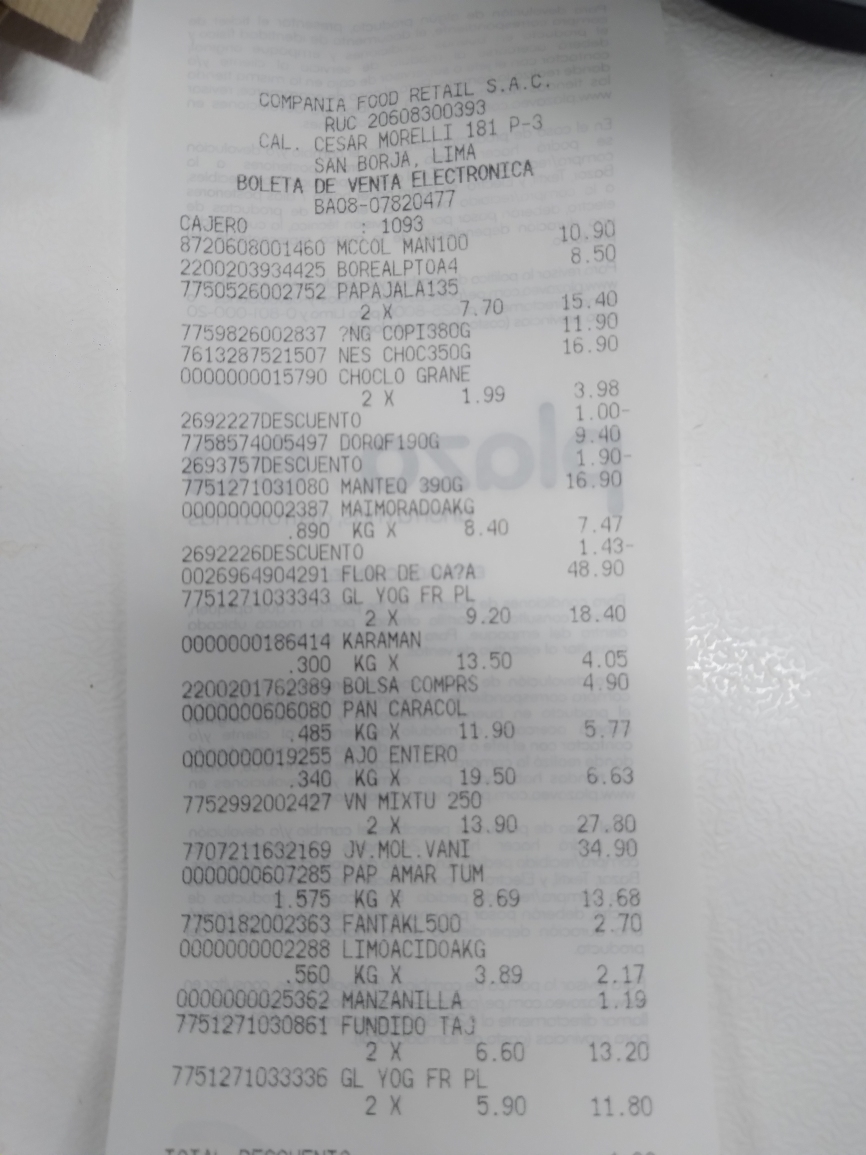 COMPANIA FOOD RETAIL S.A.C.
RUC 20608300393
CAL. CESAR MORELLI 181 P-3
SAN BORJA, LIMA
BOLETA DE VENTA ELECTRONICA
BA08-07820477
CAJERO : 1093
8720608001460 MCCOL MAN100 10.90
2200203934425 BOREALPTOA4 8.50
7750526002752 PAPAJALA135
2 X 7.70 15.40
7759826002837 ?NG COPI380G 11.90
7613287521507 NES CHOC350G 16.90
0000000015790 CHOCLO GRANE
2 X 1.99 3.98
2692227DESCUENTO 1.00-
7758574005497 DORQF190G 9.40
2693757DESCUENTO 1.90-
7751271031080 MANTEQ 390G 16.90
0000000002387 MAIMORADOAKG
.890 KG X 8.40 7.47
2692226DESCUENTO 1.43-
0026964904291 FLOR DE CA?A 48.90
7751271033343 GL YOG FR PL
2 X 9.20 18.40
0000000186414 KARAMAN
.300 KG X 13.50 4.05
2200201762389 BOLSA COMPRS 4.90
0000000606080 PAN CARACOL
.485 KG X 11.90 5.77
0000000019255 AJO ENTERO
.340 KG X 19.50 6.63
7752992002427 VN MIXTU 250
2 X 13.90 27.80
7707211632169 JV.MOL.VANI 34.90
0000000607285 PAP AMAR TUM
1.575 KG X 8.69 13.68
7750182002363 FANTAKL500 2.70
0000000002288 LIMOACIDOAKG
.560 KG X 3.89 2.17
0000000025362 MANZANILLA 1.19
7751271030861 FUNDIDO TAJ
2 X 6.60 13.20
7751271033336 GL YOG FR PL
2 X 5.90 11.80
TOTAL DESCUENTO